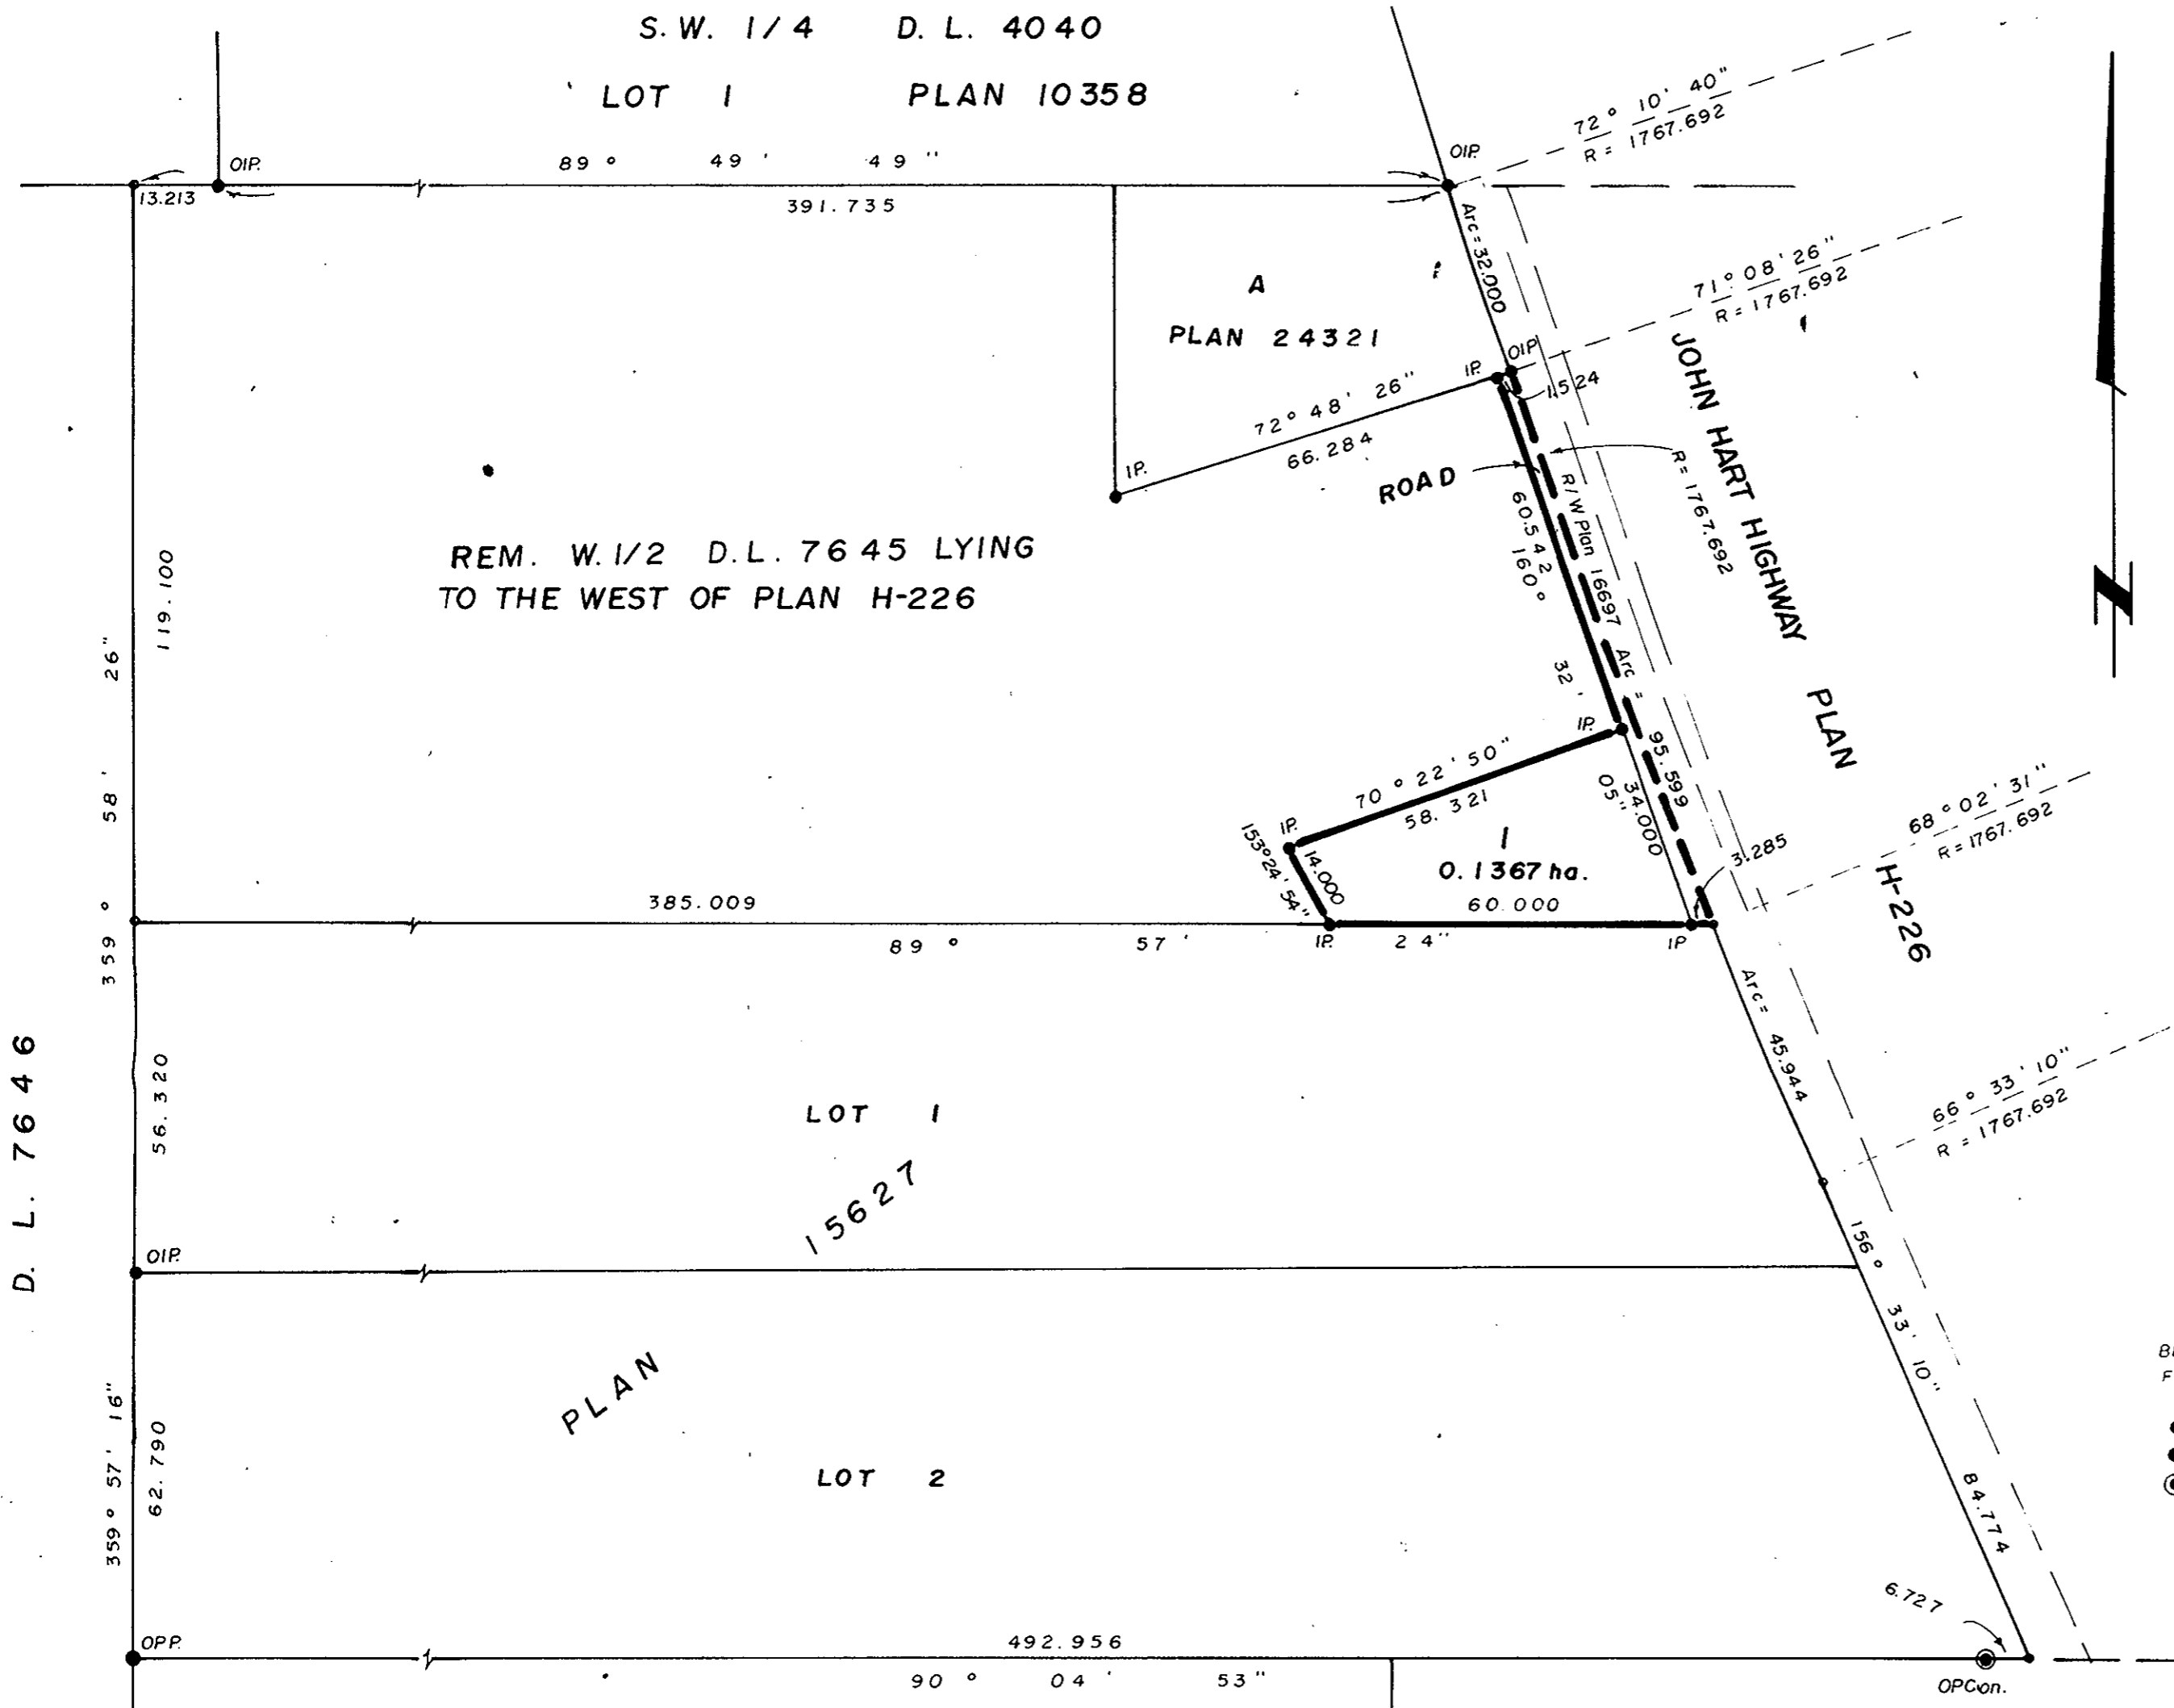 S.W. 1/4 D.L. 4040
LOT 1 PLAN 10358
OIP.
89° 49' 49"
OIP.
72° 10' 40"
R = 1767.692
13.213
391.735
Arc = 32.000
A
PLAN 24321
71° 08' 26"
R = 1767.692
IP.
OIP.
1.524
72° 48' 26"
66.284
IP.
ROAD
R/W Plan 16697
R = 1767.692
JOHN HART HIGHWAY PLAN H-226
REM. W.1/2 D.L. 7645 LYING
TO THE WEST OF PLAN H-226
60.542
160° 32' 05"
Arc = 95.599
119.100
359° 58' 26"
IP.
70° 22' 50"
58.321
IP.
153° 24' 54"
14.000
34.000
1
0.1367 ha.
60.000
3.285
68° 02' 31"
R = 1767.692
385.009
89° 57' 24"
IP.
IP
Arc = 45.944
D.L. 7646
56.320
LOT 1
66° 33' 10"
R = 1767.692
15627
OIP.
156° 33' 10"
PLAN
359° 57' 16"
62.790
LOT 2
84.774
6.727
OPP.
492.956
90° 04' 53"
OPCon.